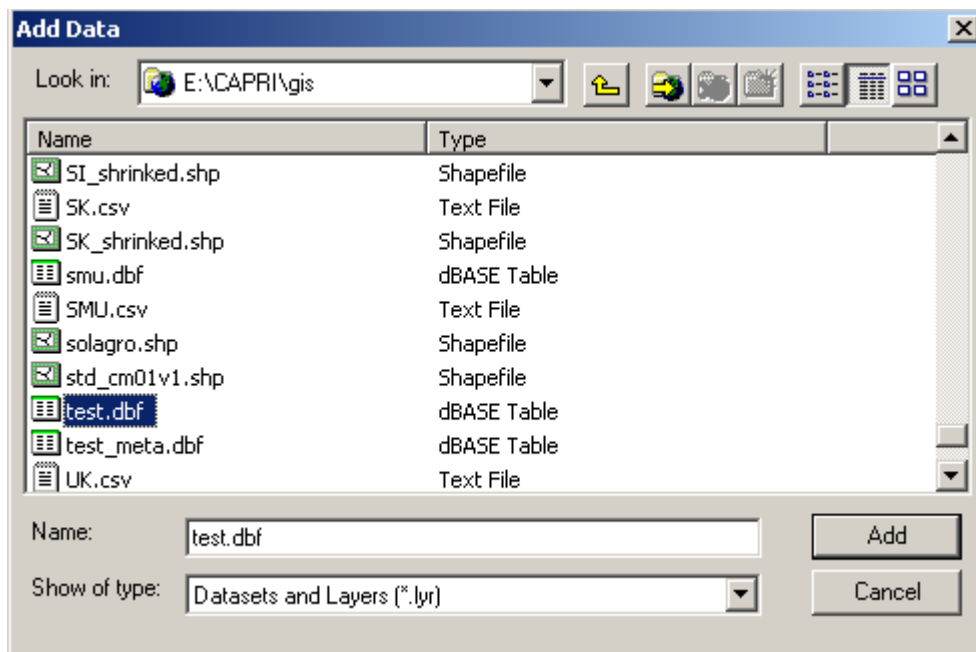 Add Data
Look in: E:\CAPRI\gis
Name Type
SI_shrinked.shp Shapefile
SK.csv Text File
SK_shrinked.shp Shapefile
smu.dbf dBASE Table
SMU.csv Text File
solagro.shp Shapefile
std_cm01v1.shp Shapefile
test.dbf dBASE Table
test_meta.dbf dBASE Table
UK.csv Text File
Name: test.dbf Add
Show of type: Datasets and Layers (*.lyr) Cancel